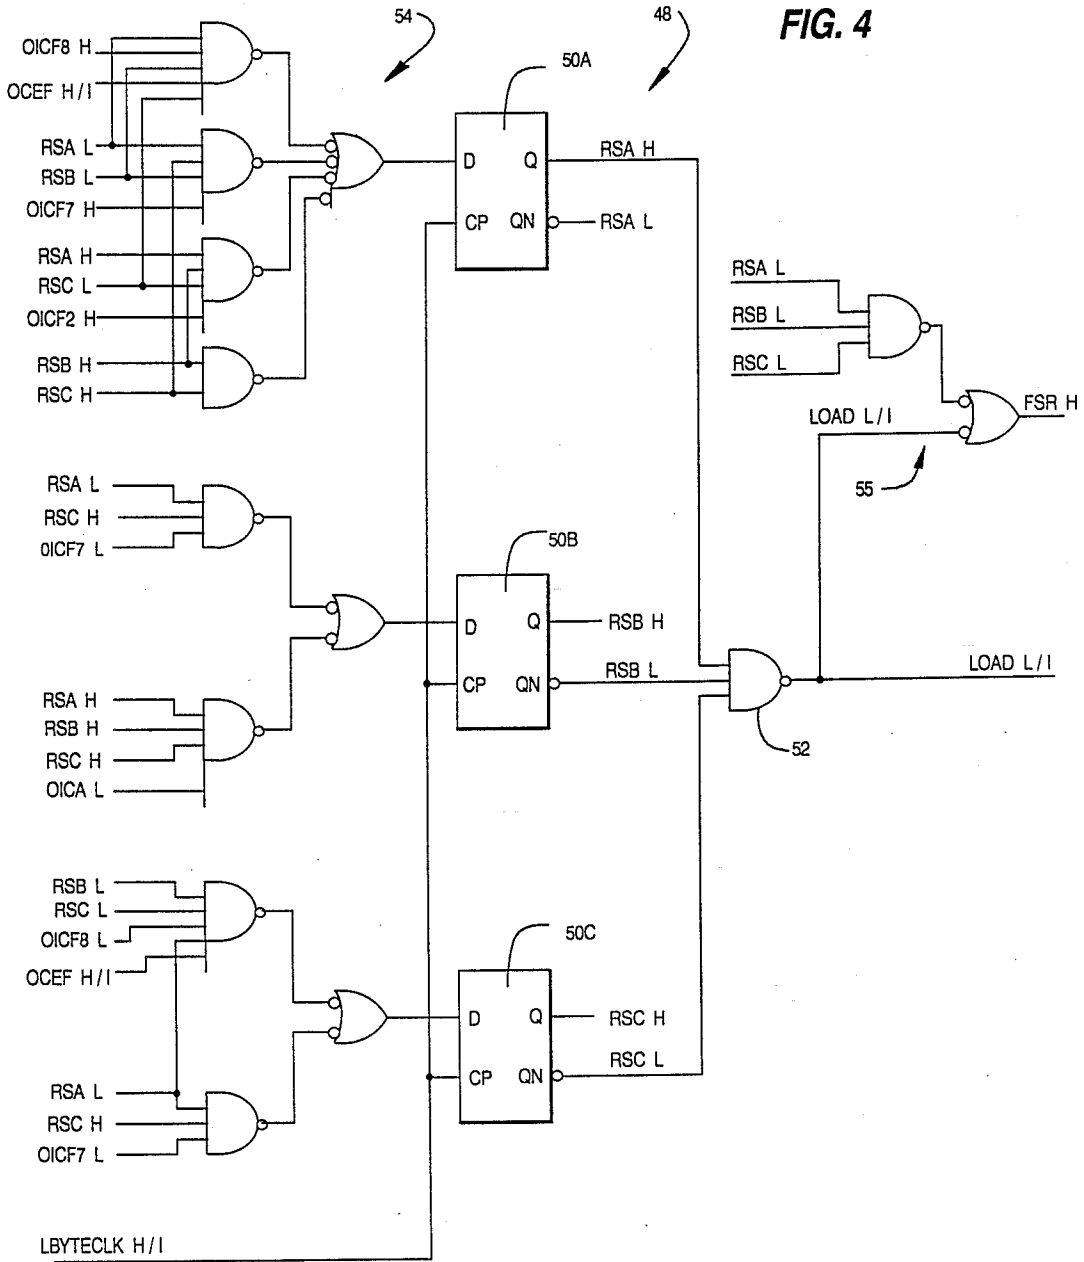 FIG. 4
54
48
OICF8 H
OCEF H/I
RSA L
RSB L
OICF7 H
RSA H
RSC L
OICF2 H
RSB H
RSC H
50A
D
Q
CP
QN
RSA H
RSA L
RSA L
RSB L
RSC L
LOAD L/I
FSR H
55
RSA L
RSC H
OICF7 L
RSA H
RSB H
RSC H
OICA L
50B
D
Q
CP
QN
RSB H
RSB L
52
LOAD L/I
RSB L
RSC L
OICF8 L
OCEF H/I
RSA L
RSC H
OICF7 L
50C
D
Q
CP
QN
RSC H
RSC L
LBYTECLK H/I